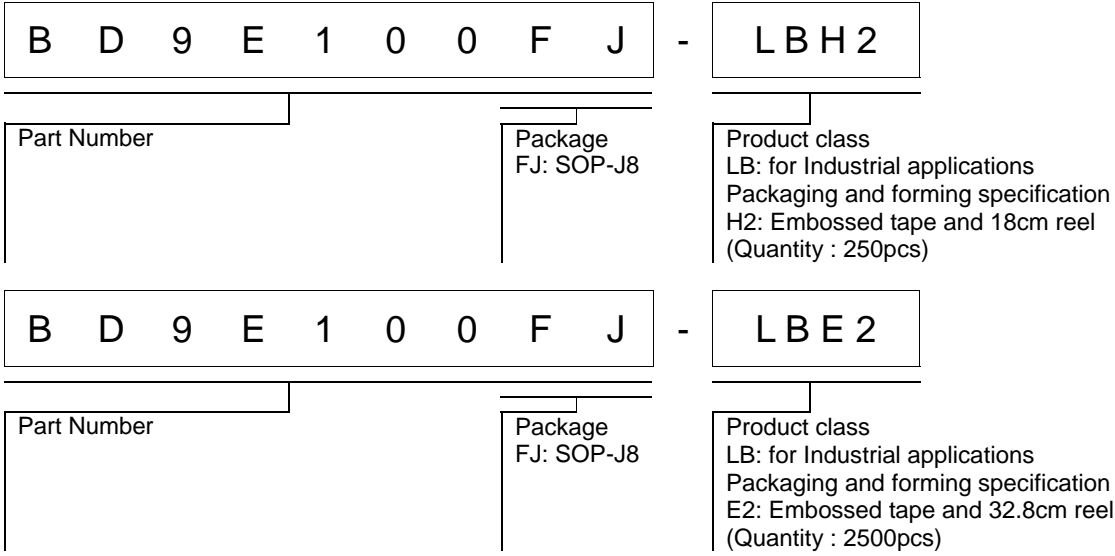 B D 9 E 1 0 0 F J - L B H 2
Part Number
Package
FJ: SOP-J8
Product class
LB: for Industrial applications
Packaging and forming specification
H2: Embossed tape and 18cm reel
(Quantity : 250pcs)
B D 9 E 1 0 0 F J - L B E 2
Part Number
Package
FJ: SOP-J8
Product class
LB: for Industrial applications
Packaging and forming specification
E2: Embossed tape and 32.8cm reel
(Quantity : 2500pcs)